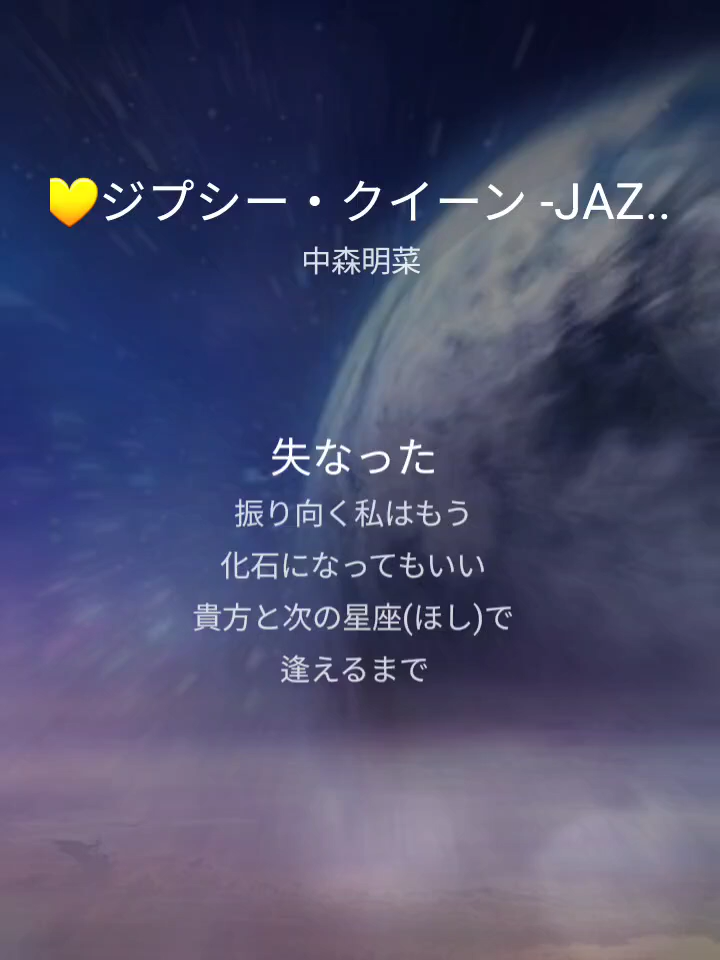 💛ジプシー・クイーン -JAZ..
中森明菜
失なった
振り向く私はもう
化石になってもいい
貴方と次の星座(ほし)で
逢えるまで